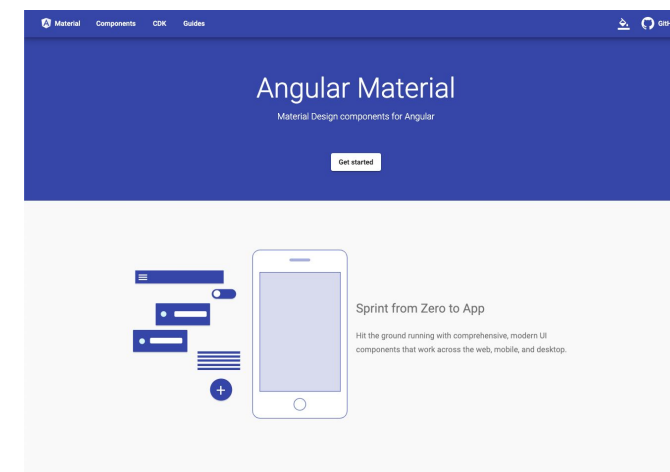 Material Components CDK Guides
Angular Material
Material Design components for Angular
Get started
Sprint from Zero to App
Hit the ground running with comprehensive, modern UI
components that work across the web, mobile, and desktop.